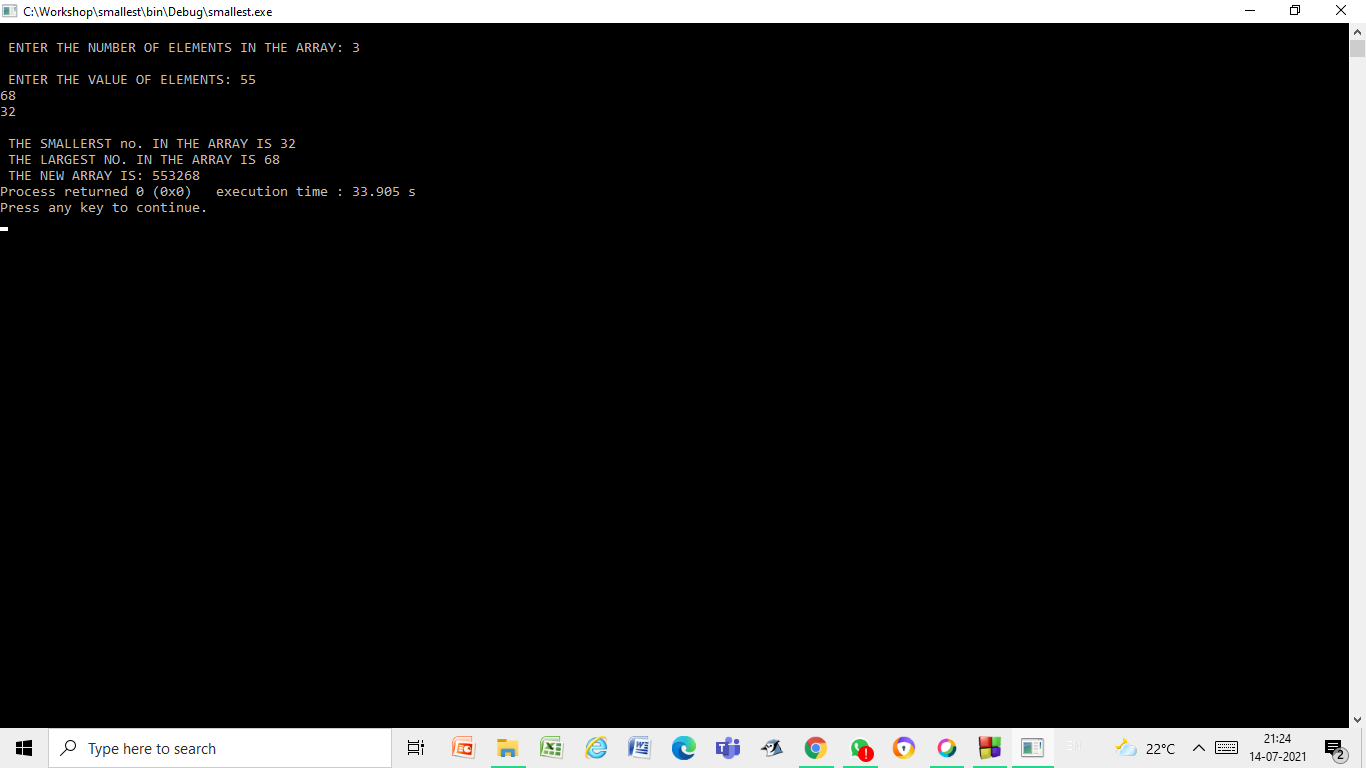 C:\Workshop\smallest\bin\Debug\smallest.exe
ENTER THE NUMBER OF ELEMENTS IN THE ARRAY: 3
ENTER THE VALUE OF ELEMENTS: 55
68
32
THE SMALLERST no. IN THE ARRAY IS 32
THE LARGEST NO. IN THE ARRAY IS 68
THE NEW ARRAY IS: 553268
Process returned 0 (0x0)   execution time : 33.905 s
Press any key to continue.
Type here to search
22°C
21:24
14-07-2021
2